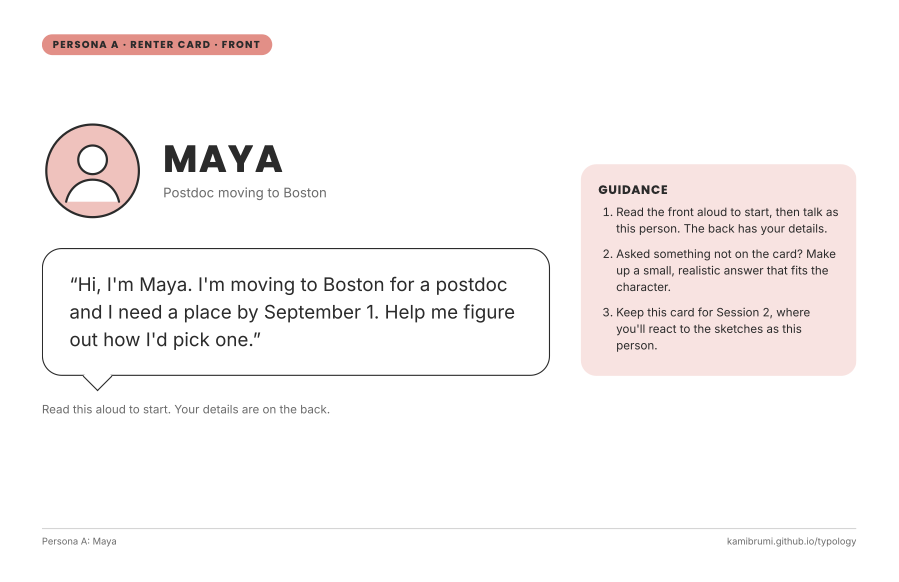 PERSONA A · RENTER CARD · FRONT
MAYA
Postdoc moving to Boston
“Hi, I'm Maya. I'm moving to Boston for a postdoc
and I need a place by September 1. Help me figure
out how I'd pick one.”
Read this aloud to start. Your details are on the back.
GUIDANCE
1. Read the front aloud to start, then talk as
this person. The back has your details.
2. Asked something not on the card? Make
up a small, realistic answer that fits the
character.
3. Keep this card for Session 2, where
you'll react to the sketches as this
person.
Persona A: Maya
kamibrumi.github.io/typology